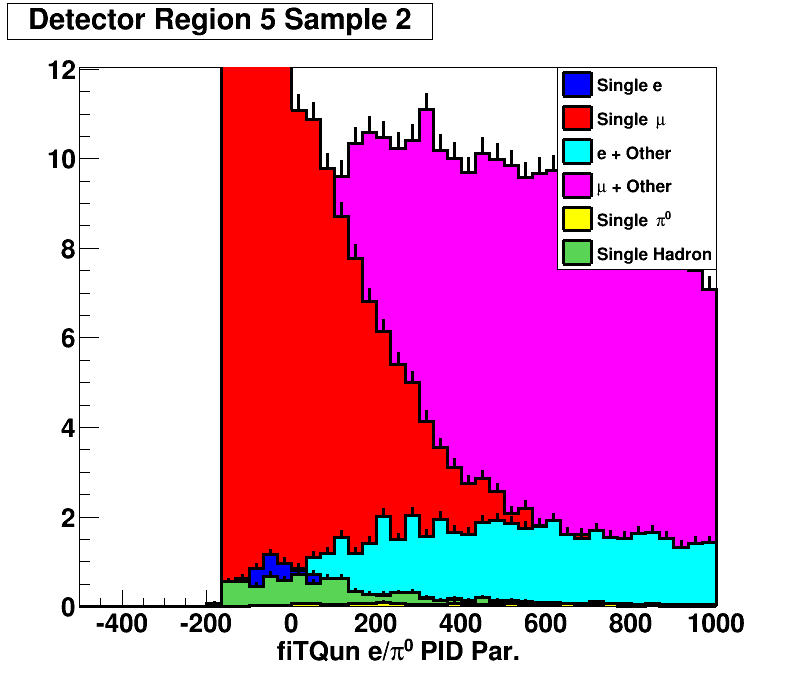 Detector Region 5 Sample 2
12
10
8
6
4
2
0
Single e
Single μ
e + Other
μ + Other
Single π⁰
Single Hadron
-400 -200 0 200 400 600 800 1000
fiTQun e/π⁰ PID Par.